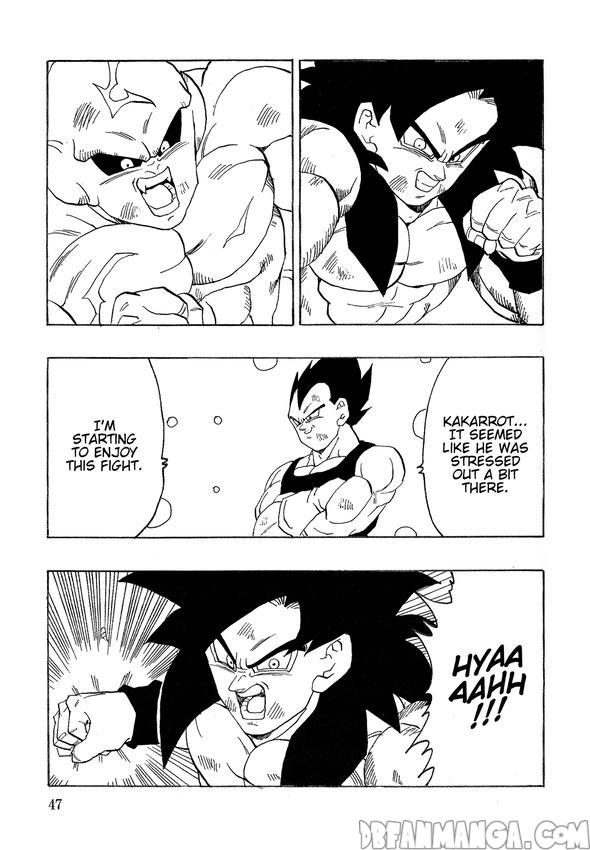 KAKARROT...
IT SEEMED
LIKE HE WAS
STRESSED
OUT A BIT
THERE.
I'M
STARTING
TO ENJOY
THIS FIGHT.
HYAA
AAHH
!!!
47
DBFANMANGA.COM